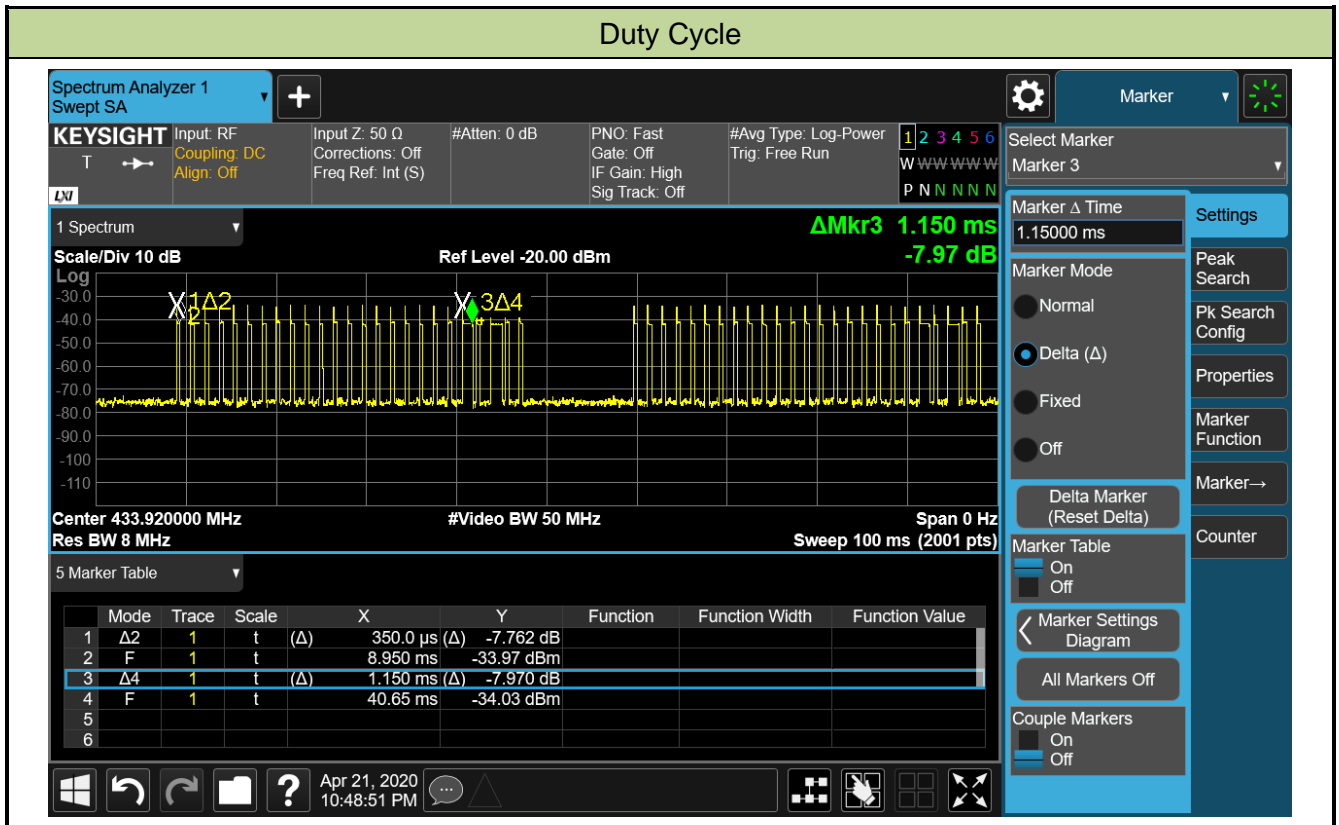 Duty Cycle
Spectrum Analyzer 1
Swept SA
Marker
KEYSIGHT
T
LXI
Input: RF
Coupling: DC
Align: Off
Input Z: 50 Ω
Corrections: Off
Freq Ref: Int (S)
#Atten: 0 dB
PNO: Fast
Gate: Off
IF Gain: High
Sig Track: Off
#Avg Type: Log-Power
Trig: Free Run
1 2 3 4 5 6
W W W W W W
P N N N N N
Select Marker
Marker 3
1 Spectrum
ΔMkr3 1.150 ms
-7.97 dB
Scale/Div 10 dB
Ref Level -20.00 dBm
Log
-30.0
-40.0
-50.0
-60.0
-70.0
-80.0
-90.0
-100
-110
1Δ2
2
3Δ4
Center 433.920000 MHz
#Video BW 50 MHz
Span 0 Hz
Res BW 8 MHz
Sweep 100 ms (2001 pts)
5 Marker Table
Mode Trace Scale X Y Function Function Width Function Value
1 Δ2 1 t (Δ) 350.0 µs (Δ) -7.762 dB
2 F 1 t 8.950 ms -33.97 dBm
3 Δ4 1 t (Δ) 1.150 ms (Δ) -7.970 dB
4 F 1 t 40.65 ms -34.03 dBm
5
6
Marker Δ Time
1.15000 ms
Marker Mode
Normal
Delta (Δ)
Fixed
Off
Delta Marker
(Reset Delta)
Marker Table
On
Off
Marker Settings
Diagram
All Markers Off
Couple Markers
On
Off
Settings
Peak
Search
Pk Search
Config
Properties
Marker
Function
Marker→
Counter
?
Apr 21, 2020
10:48:51 PM